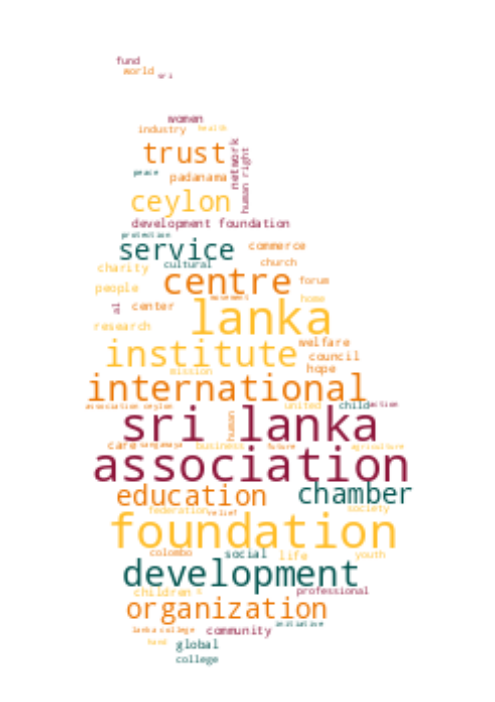 fund
world
sri
women
industry health
trust
network
human right
peace
padanama
ceylon
development foundation
protection
service commerce
cultural church
charity
centre forum
people
movement home
al
center
lanka
research
welfare
institute council
mission hope
international
association ceylon united child action
sri lanka
human
care sangamaya business future agriculture
association
education chamber
federation relief society
foundation
colombo social life youth
development
children professional
organization
lanka college community initiative
hand global
college